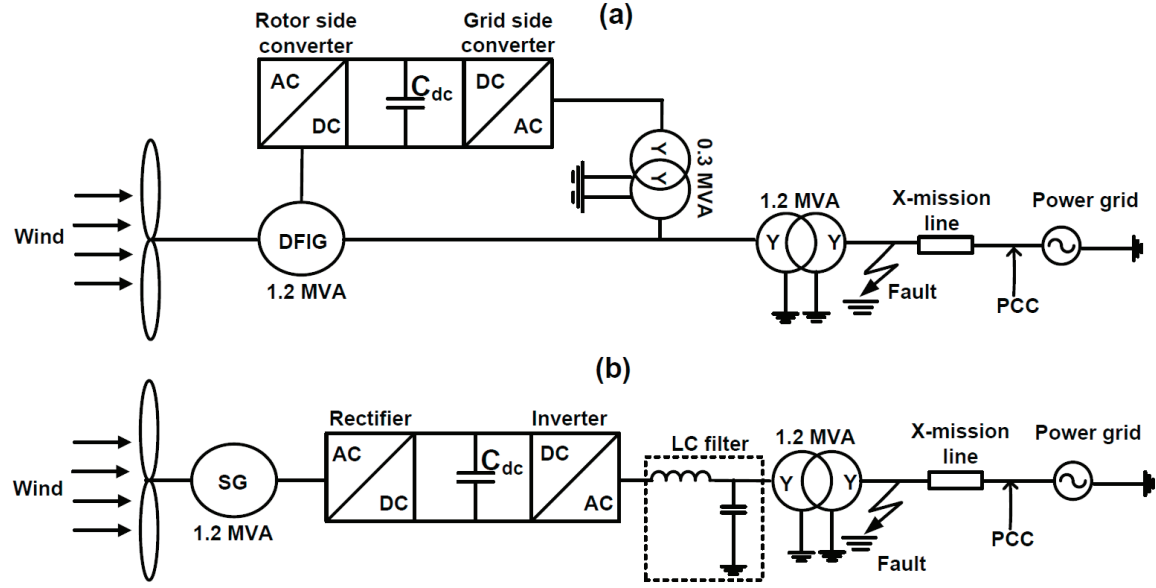 (a)
Rotor side
converter
Grid side
converter
AC
DC
Cdc
DC
AC
Y
Y
0.3 MVA
Wind
DFIG
1.2 MVA
1.2 MVA
Y
Y
X-mission
line
Power grid
Fault
PCC
(b)
Rectifier
Inverter
AC
DC
Cdc
DC
AC
LC filter
1.2 MVA
X-mission
line
Power grid
Wind
SG
1.2 MVA
Y
Y
Fault
PCC